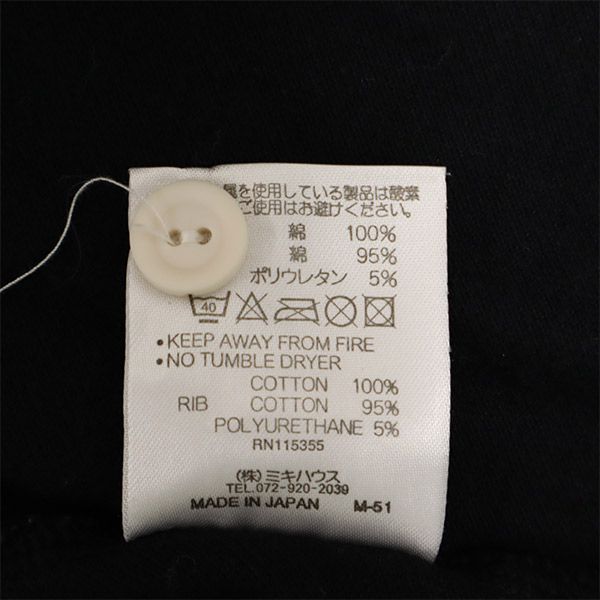 属を使用している製品は酸素
ご使用はお避けください。
綿 100%
綿 95%
ポリウレタン 5%
40
• KEEP AWAY FROM FIRE
• NO TUMBLE DRYER
COTTON 100%
RIB COTTON 95%
POLYURETHANE 5%
RN115355
(株)ミキハウス
TEL.072-920-2039
MADE IN JAPAN M-51